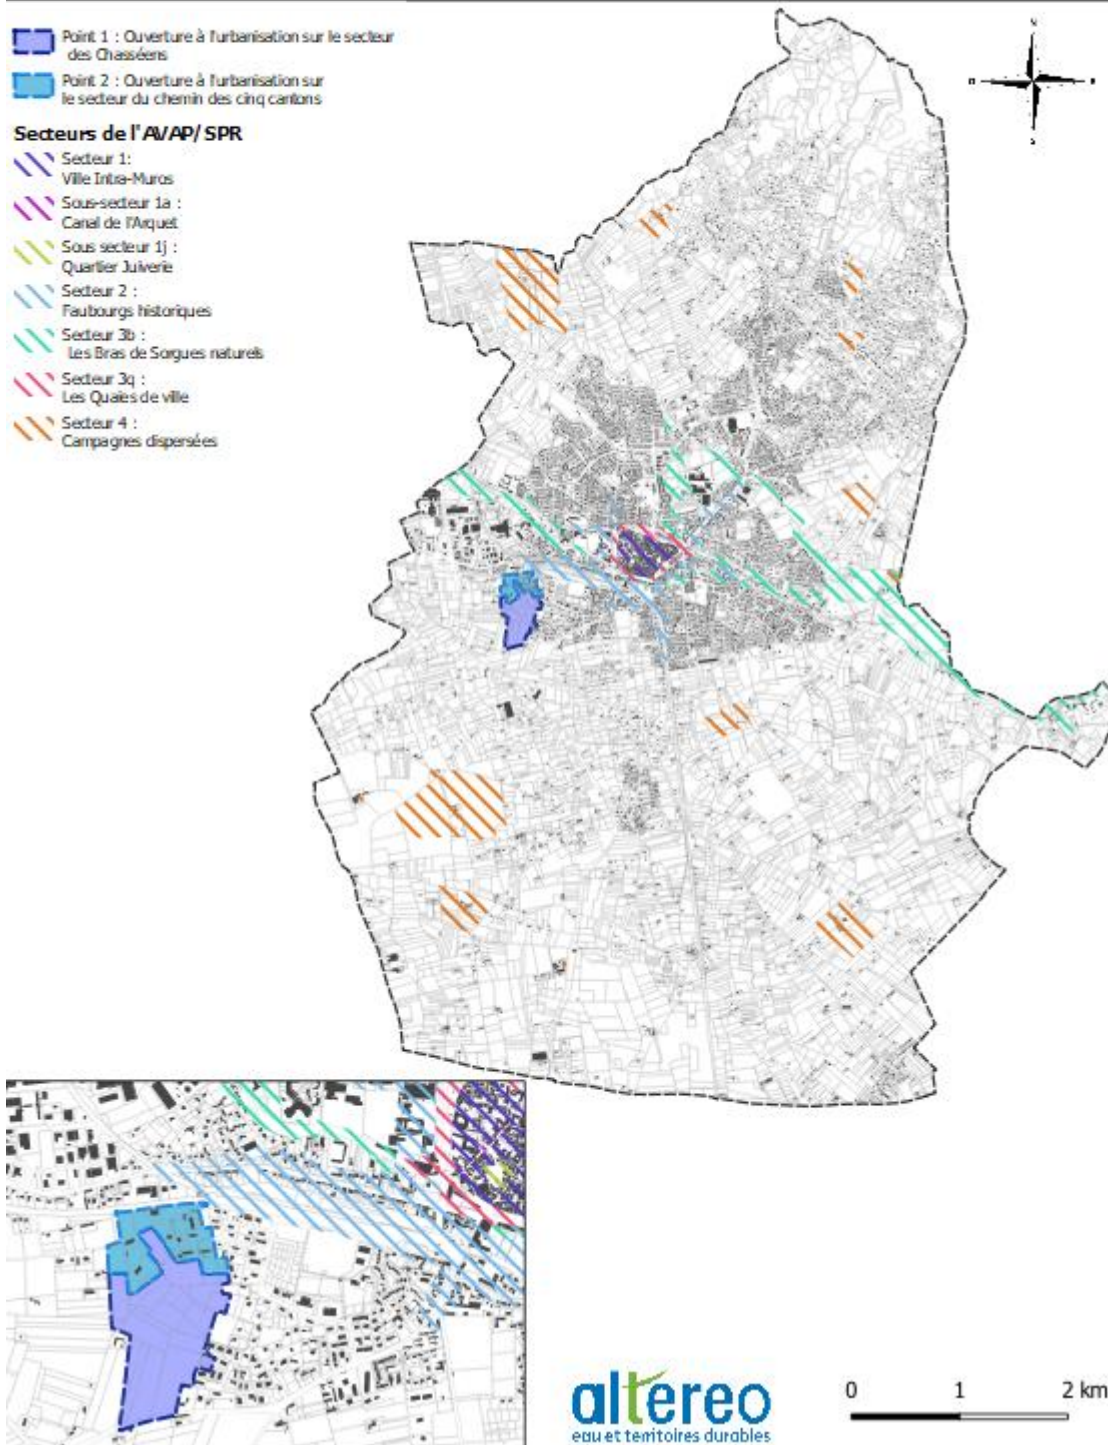 Point 1 : Ouverture à l'urbanisation sur le secteur
des Chasséens
Point 2 : Ouverture à l'urbanisation sur
le secteur du chemin des cinq cantons
Secteurs de l'AVAP/SPR
Secteur 1:
Ville Intra-Muros
Sous-secteur 1a :
Canal de l'Arquet
Sous secteur 1j :
Quartier Juiverie
Secteur 2 :
Faubourgs historiques
Secteur 3b :
Les Bras de Sorgues naturels
Secteur 3q :
Les Quaies de ville
Secteur 4 :
Campagnes dispersées
altereo
eau et territoires durables
0 1 2 km